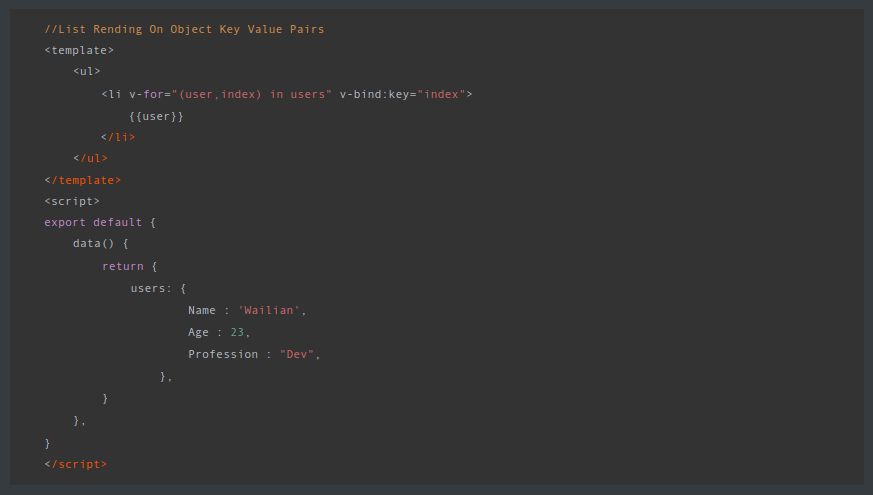 //List Rending On Object Key Value Pairs
<template>
    <ul>
        <li v-for="(user,index) in users" v-bind:key="index">
            {{user}}
        </li>
    </ul>
</template>
<script>
export default {
    data() {
        return {
            users: {
                    Name : 'Wailian',
                    Age : 23,
                    Profession : "Dev",
                },
        }
    },
}
</script>